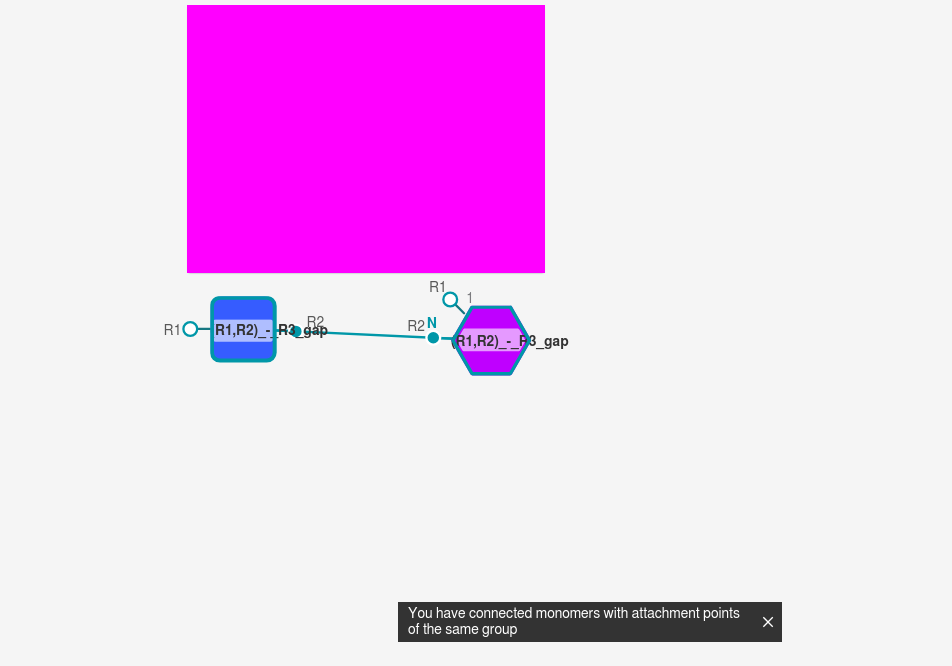 R1
1
R1
R1,R2)_-_R3_gap
R2
R2
N
(R1,R2)_-_R3_gap
You have connected monomers with attachment points
of the same group